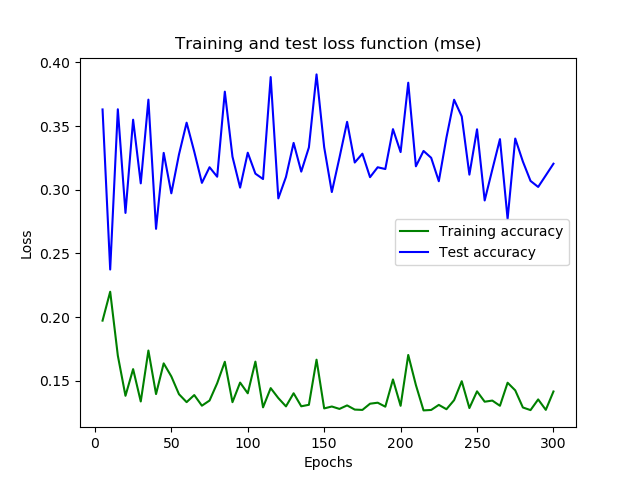 Training and test loss function (mse)
0.40
0.35
0.30
0.25
0.20
0.15
Loss
Training accuracy
Test accuracy
0 50 100 150 200 250 300
Epochs